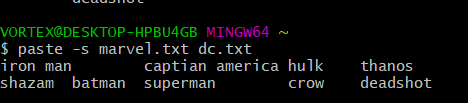 deadshot
VORTEX@DESKTOP-HPBU4GB MINGW64 ~
$ paste -s marvel.txt dc.txt
iron man        captian america hulk    thanos
shazam  batman  superman        crow    deadshot